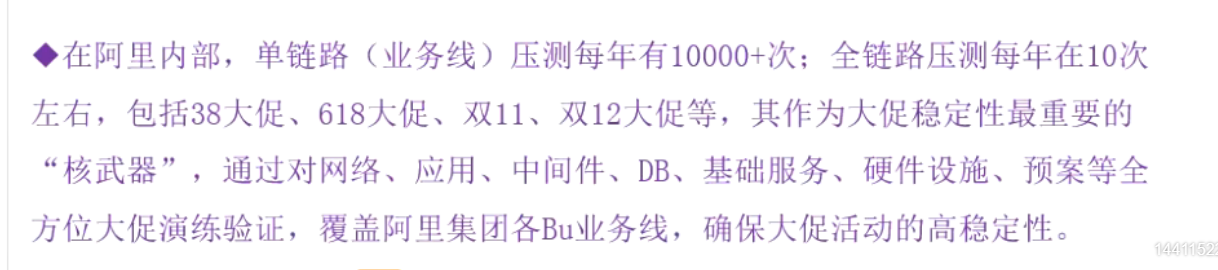 ◆在阿里内部，单链路（业务线）压测每年有10000+次；全链路压测每年在10次
左右，包括38大促、618大促、双11、双12大促等，其作为大促稳定性最重要的
“核武器”，通过对网络、应用、中间件、DB、基础服务、硬件设施、预案等全
方位大促演练验证，覆盖阿里集团各Bu业务线，确保大促活动的高稳定性。